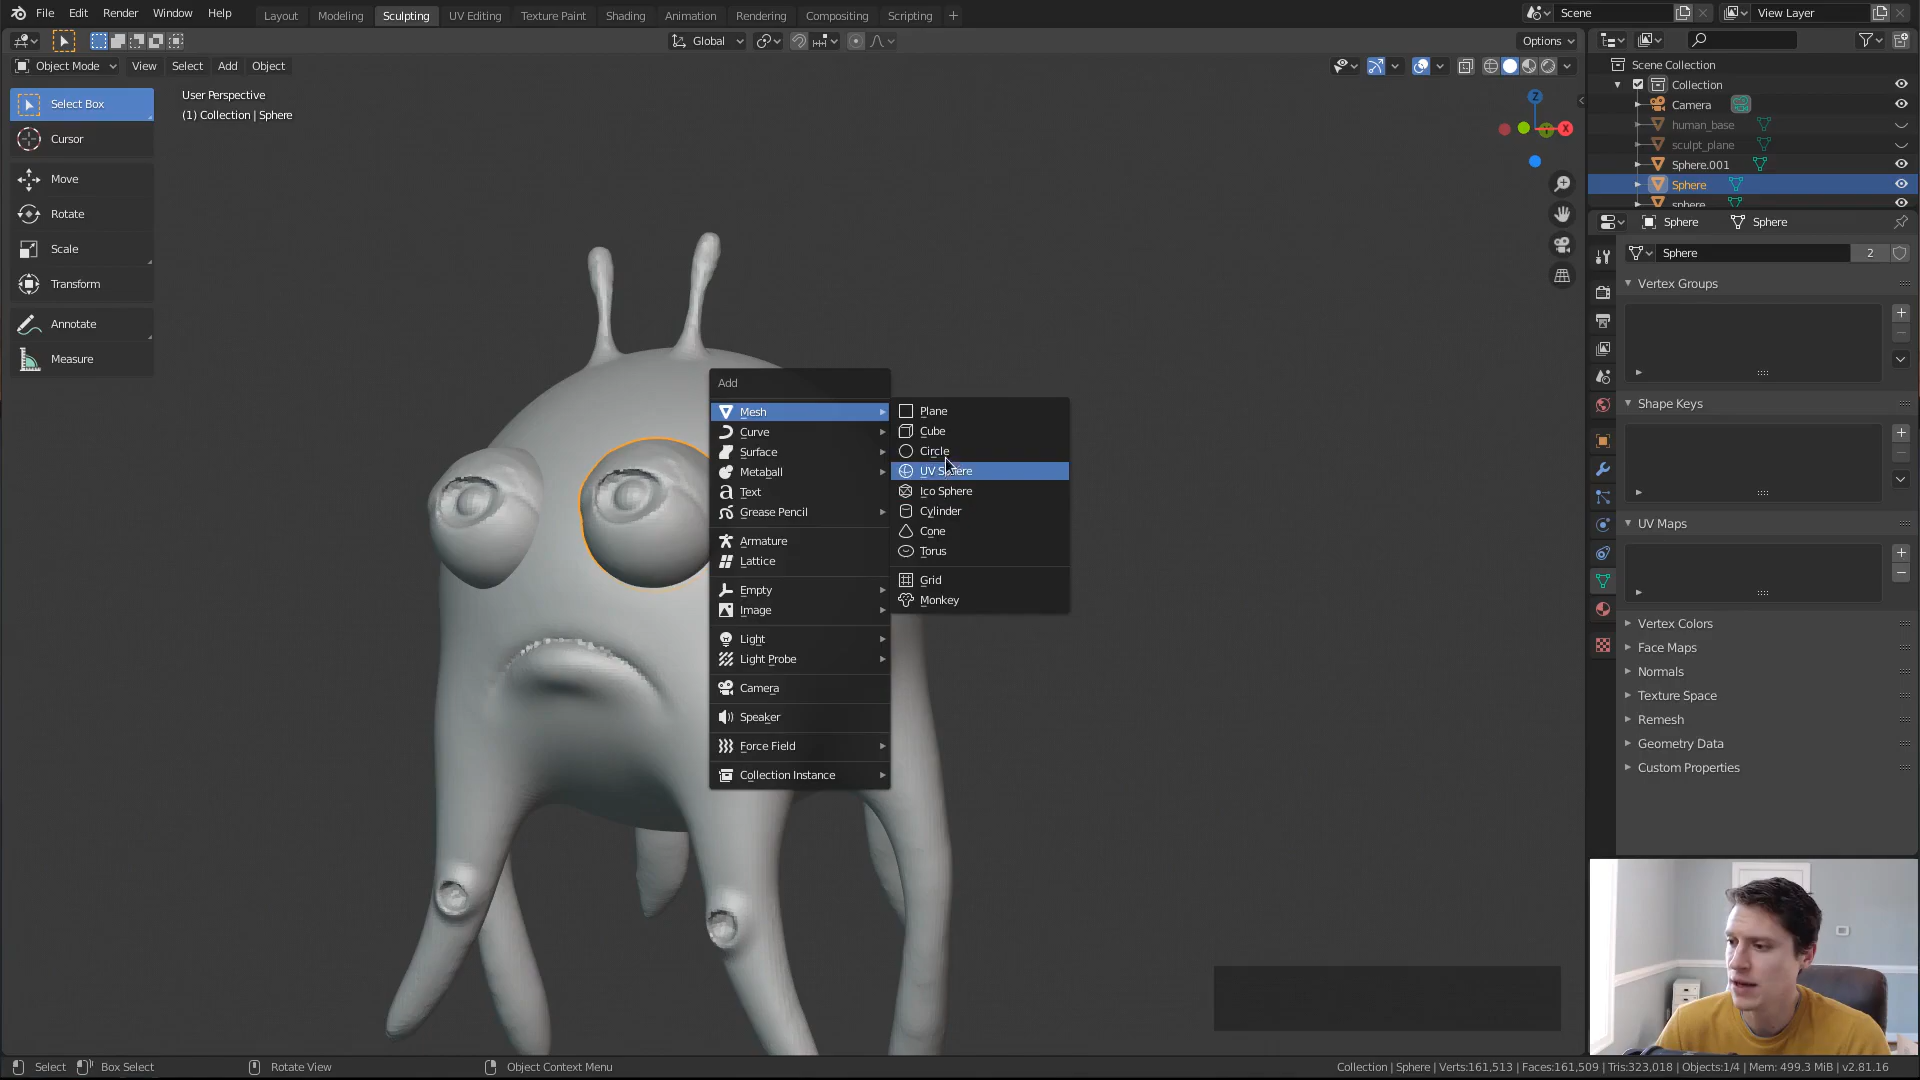 File Edit Render Window Help Layout Modeling Sculpting UV Editing Texture Paint Shading Animation Rendering Compositing Scripting + Scene View Layer
Global Options
Object Mode View Select Add Object
Select Box
Cursor
Move
Rotate
Scale
Transform
Annotate
Measure
User Perspective
(1) Collection | Sphere
Z
Y
X
Add
Mesh
Curve
Surface
Metaball
Text
Grease Pencil
Armature
Lattice
Empty
Image
Light
Light Probe
Camera
Speaker
Force Field
Collection Instance
Plane
Cube
Circle
UV Sphere
Ico Sphere
Cylinder
Cone
Torus
Grid
Monkey
Scene Collection
Collection
Camera
human_base
sculpt_plane
Sphere.001
Sphere
sphere
Sphere Sphere
Sphere 2
Vertex Groups
Shape Keys
UV Maps
Vertex Colors
Face Maps
Normals
Texture Space
Remesh
Geometry Data
Custom Properties
Select Box Select Rotate View Object Context Menu Collection | Sphere | Verts:161,513 | Faces:161,509 | Tris:323,018 | Objects:1/4 | Mem: 499.3 MiB | v2.81.16